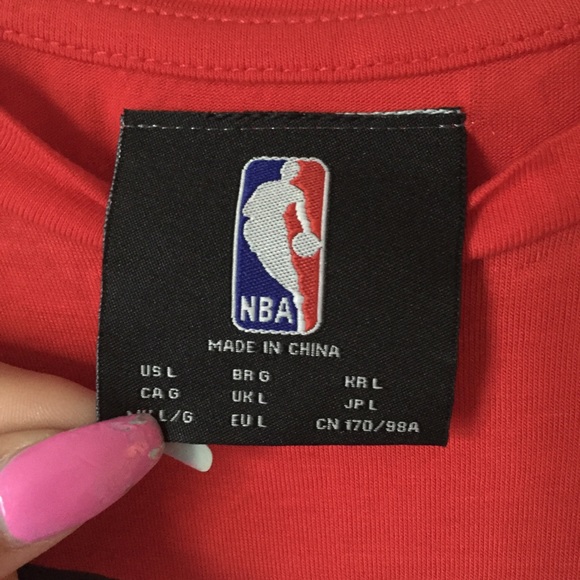 NBA
MADE IN CHINA
US L BR G KR L
CA G UK L JP L
L/G EU L CN 170/98A